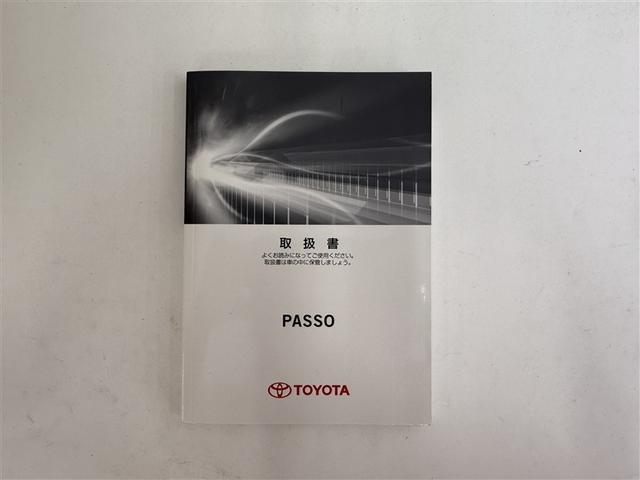 取扱書
よくお読みになってご使用ください。
取扱書は車の中に保管しましょう。
PASSO
TOYOTA